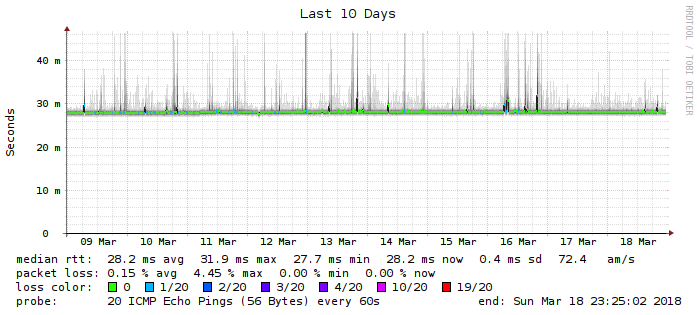 Last 10 Days
RRDTOOL / TOBI OETIKER
Seconds
40 m
30 m
20 m
10 m
0
09 Mar 10 Mar 11 Mar 12 Mar 13 Mar 14 Mar 15 Mar 16 Mar 17 Mar 18 Mar
median rtt: 28.2 ms avg 31.9 ms max 27.7 ms min 28.2 ms now 0.4 ms sd 72.4 am/s
packet loss: 0.15 % avg 4.45 % max 0.00 % min 0.00 % now
loss color: 0 1/20 2/20 3/20 4/20 10/20 19/20
probe: 20 ICMP Echo Pings (56 Bytes) every 60s end: Sun Mar 18 23:25:02 2018